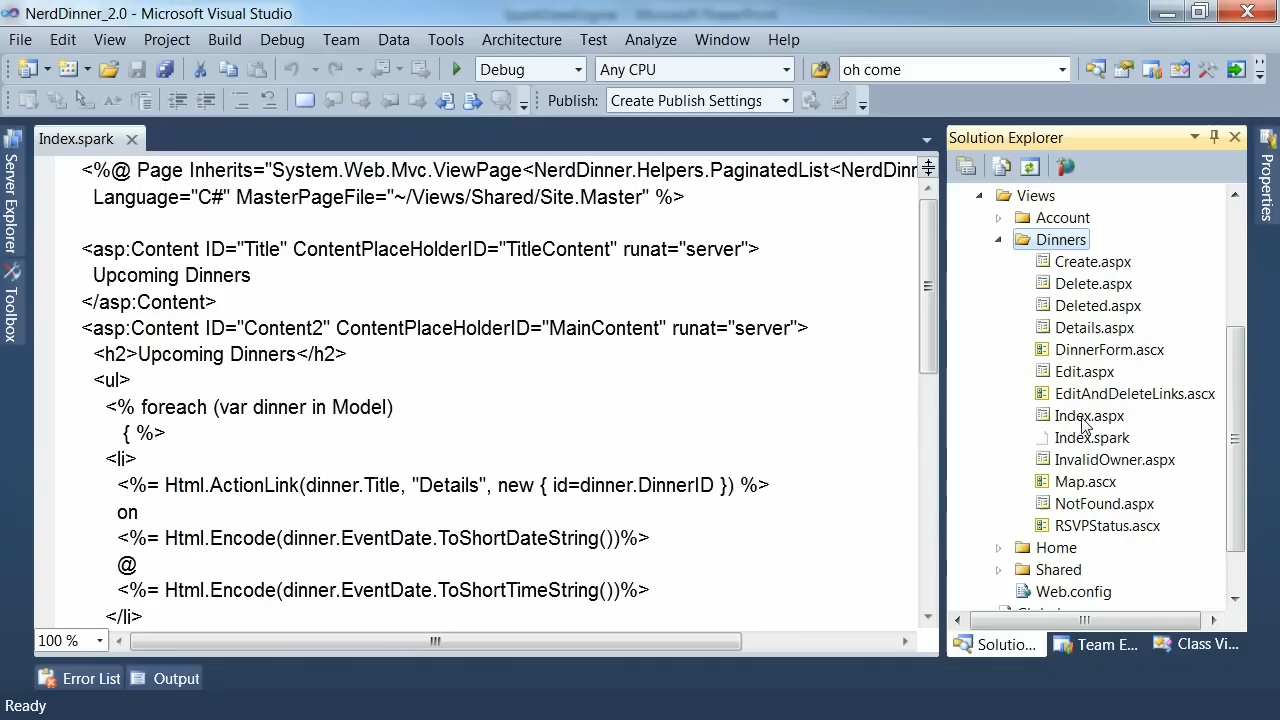 NerdDinner_2.0 - Microsoft Visual Studio
SparkViewEngine Microsoft PowerPoint
File Edit View Project Build Debug Team Data Tools Architecture Test Analyze Window Help
Debug Any CPU oh come
Publish: Create Publish Settings
Server Explorer
Toolbox
Index.spark
<%@ Page Inherits="System.Web.Mvc.ViewPage<NerdDinner.Helpers.PaginatedList<NerdDinn
Language="C#" MasterPageFile="~/Views/Shared/Site.Master" %>
<asp:Content ID="Title" ContentPlaceHolderID="TitleContent" runat="server">
Upcoming Dinners
</asp:Content>
<asp:Content ID="Content2" ContentPlaceHolderID="MainContent" runat="server">
<h2>Upcoming Dinners</h2>
<ul>
<% foreach (var dinner in Model)
{ %>
<li>
<%= Html.ActionLink(dinner.Title, "Details", new { id=dinner.DinnerID }) %>
on
<%= Html.Encode(dinner.EventDate.ToShortDateString())%>
@
<%= Html.Encode(dinner.EventDate.ToShortTimeString())%>
</li>
100 %
Solution Explorer
Views
Account
Dinners
Create.aspx
Delete.aspx
Deleted.aspx
Details.aspx
DinnerForm.ascx
Edit.aspx
EditAndDeleteLinks.ascx
Index.aspx
Index.spark
InvalidOwner.aspx
Map.ascx
NotFound.aspx
RSVPStatus.ascx
Home
Shared
Web.config
Solutio... Team E... Class Vi...
Properties
Error List Output
Ready